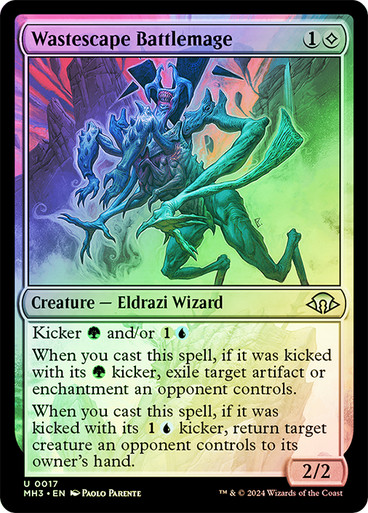 Wastescape Battlemage 1
Creature — Eldrazi Wizard
Kicker and/or 1
When you cast this spell, if it was kicked
with its kicker, exile target artifact or
enchantment an opponent controls.
When you cast this spell, if it was
kicked with its 1 kicker, return target
creature an opponent controls to its
owner's hand.
2/2
U 0017
MH3 • EN Paolo Parente
™ & © 2024 Wizards of the Coast